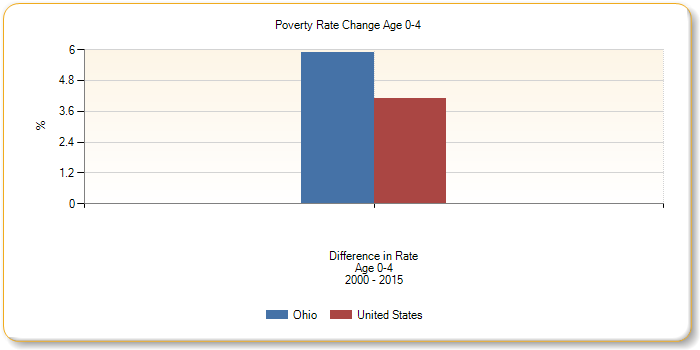 Poverty Rate Change Age 0-4
6
4.8
3.6
%
2.4
1.2
0
Difference in Rate
Age 0-4
2000 - 2015
Ohio United States